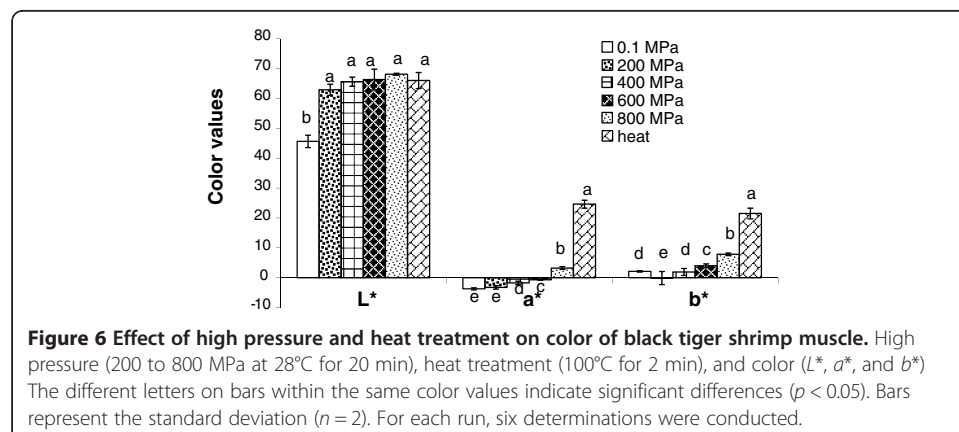 80
70
60
50
40
30
20
10
0
-10
Color values
0.1 MPa
200 MPa
400 MPa
600 MPa
800 MPa
heat
b a a a a a
e e d c b a
d e d c b a
L* a* b*
Figure 6 Effect of high pressure and heat treatment on color of black tiger shrimp muscle. High
pressure (200 to 800 MPa at 28°C for 20 min), heat treatment (100°C for 2 min), and color (L*, a*, and b*)
The different letters on bars within the same color values indicate significant differences (p < 0.05). Bars
represent the standard deviation (n = 2). For each run, six determinations were conducted.